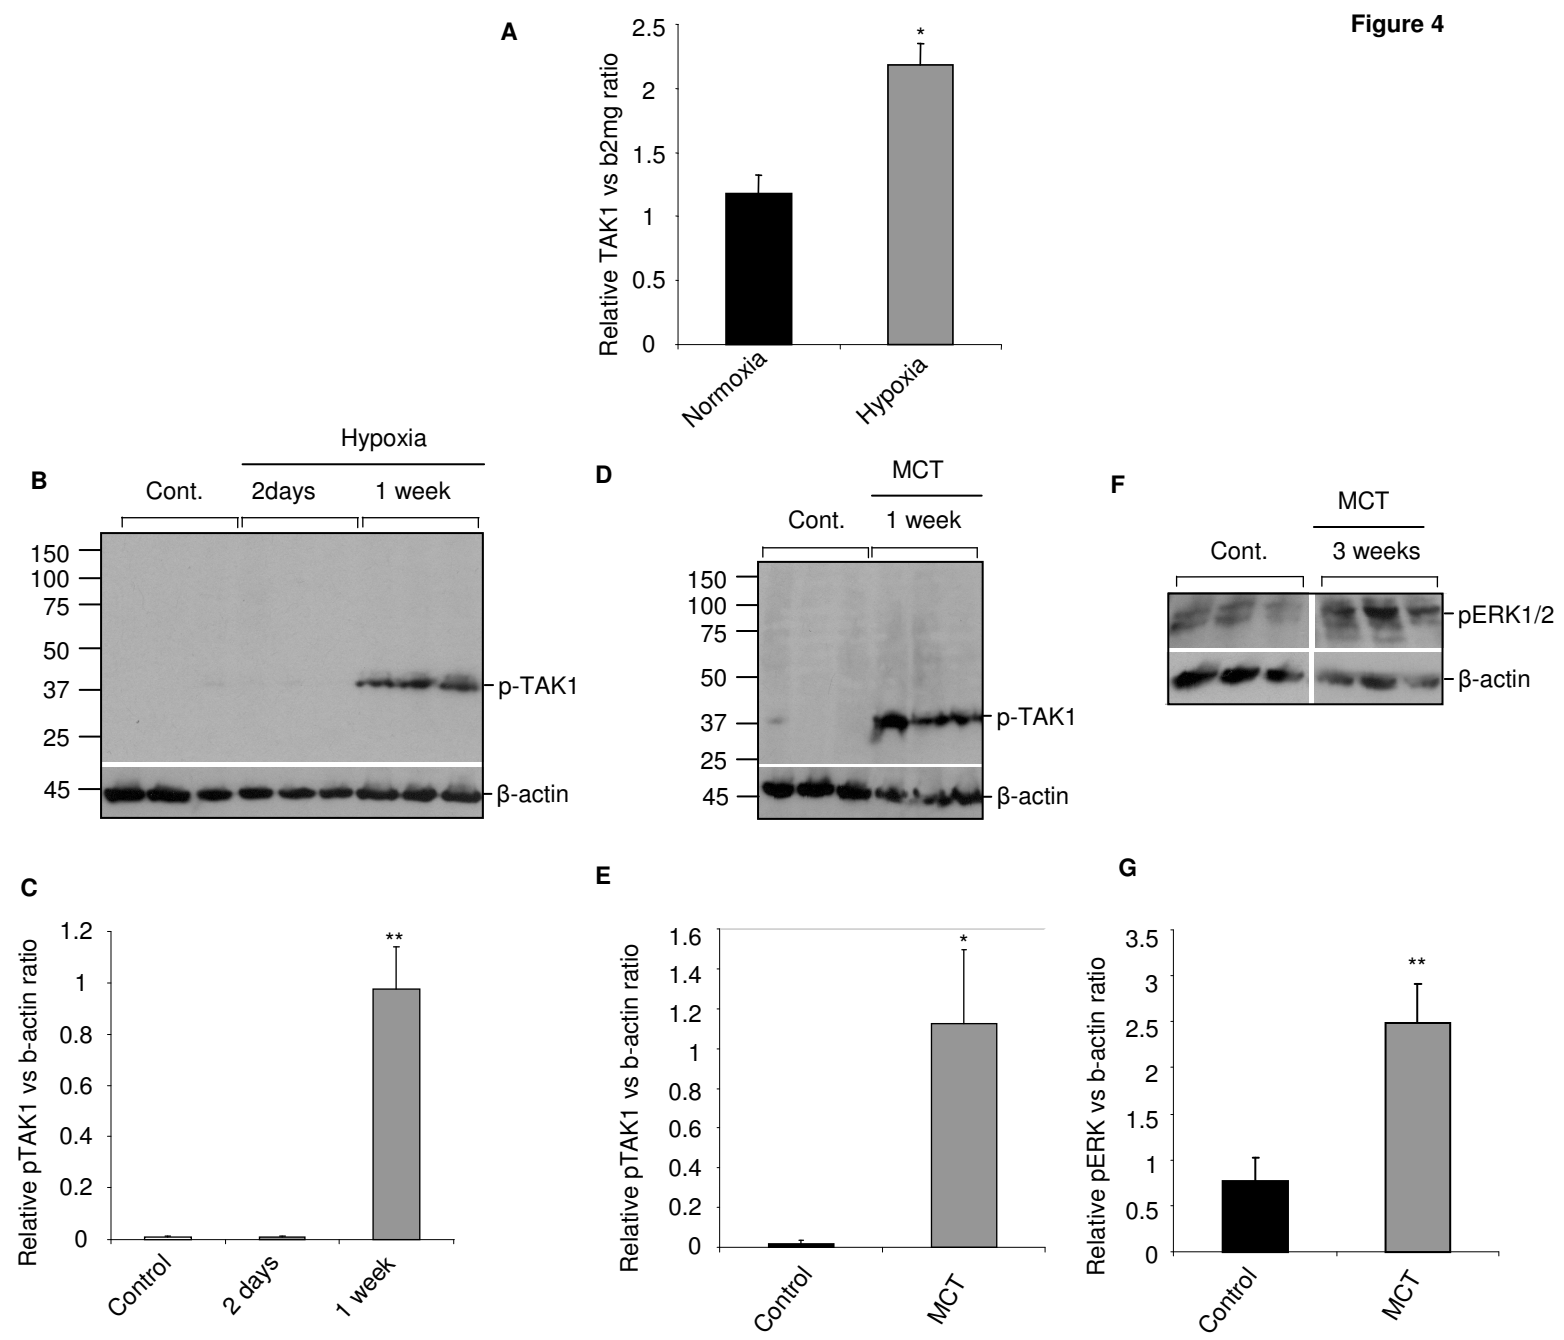 Figure 4
A
Relative TAK1 vs b2mg ratio
2.5
2
1.5
1
0.5
0
*
Normoxia
Hypoxia
B
Hypoxia
Cont.
2days
1 week
150
100
75
50
37
25
45
p-TAK1
β-actin
D
MCT
Cont.
1 week
150
100
75
50
37
25
45
p-TAK1
β-actin
F
MCT
Cont.
3 weeks
pERK1/2
β-actin
C
Relative pTAK1 vs b-actin ratio
1.2
1
0.8
0.6
0.4
0.2
0
**
Control
2 days
1 week
E
Relative pTAK1 vs b-actin ratio
1.6
1.4
1.2
1
0.8
0.6
0.4
0.2
0
*
Control
MCT
G
Relative pERK vs b-actin ratio
3.5
3
2.5
2
1.5
1
0.5
0
**
Control
MCT